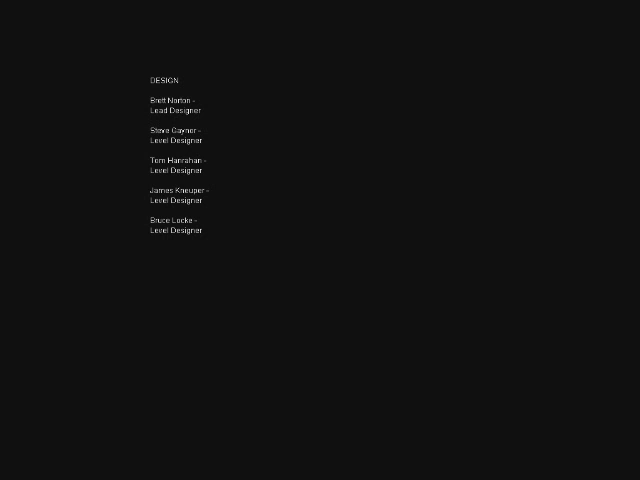 DESIGN
Brett Norton -
Lead Designer
Steve Gaynor -
Level Designer
Tom Hanrahan -
Level Designer
James Kneuper -
Level Designer
Bruce Locke -
Level Designer